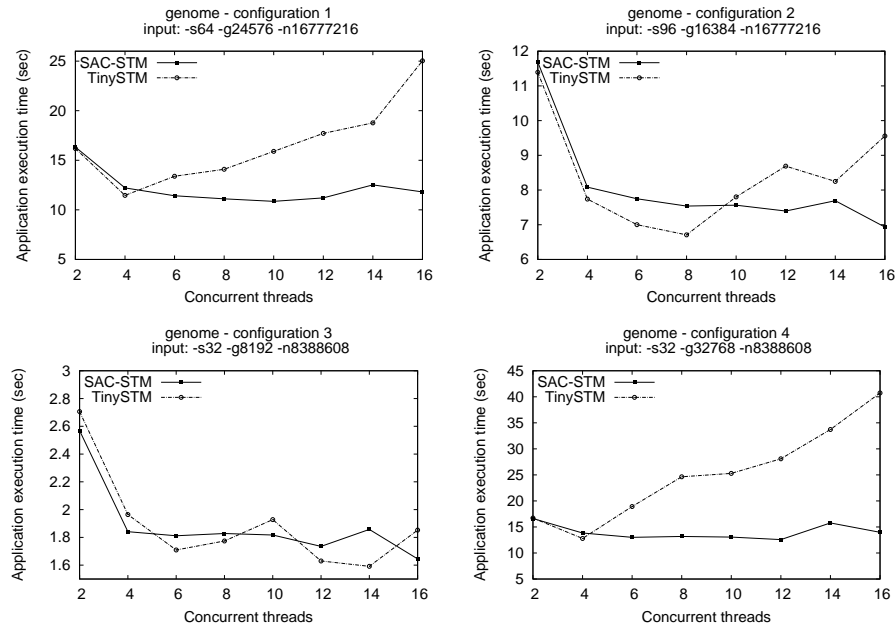 genome - configuration 1
input: -s64 -g24576 -n16777216
Application execution time (sec)
25
20
15
10
5
SAC-STM
TinySTM
2 4 6 8 10 12 14 16
Concurrent threads
genome - configuration 2
input: -s96 -g16384 -n16777216
Application execution time (sec)
12
11
10
9
8
7
6
SAC-STM
TinySTM
2 4 6 8 10 12 14 16
Concurrent threads
genome - configuration 3
input: -s32 -g8192 -n8388608
Application execution time (sec)
3
2.8
2.6
2.4
2.2
2
1.8
1.6
SAC-STM
TinySTM
2 4 6 8 10 12 14 16
Concurrent threads
genome - configuration 4
input: -s32 -g32768 -n8388608
Application execution time (sec)
45
40
35
30
25
20
15
10
5
SAC-STM
TinySTM
2 4 6 8 10 12 14 16
Concurrent threads